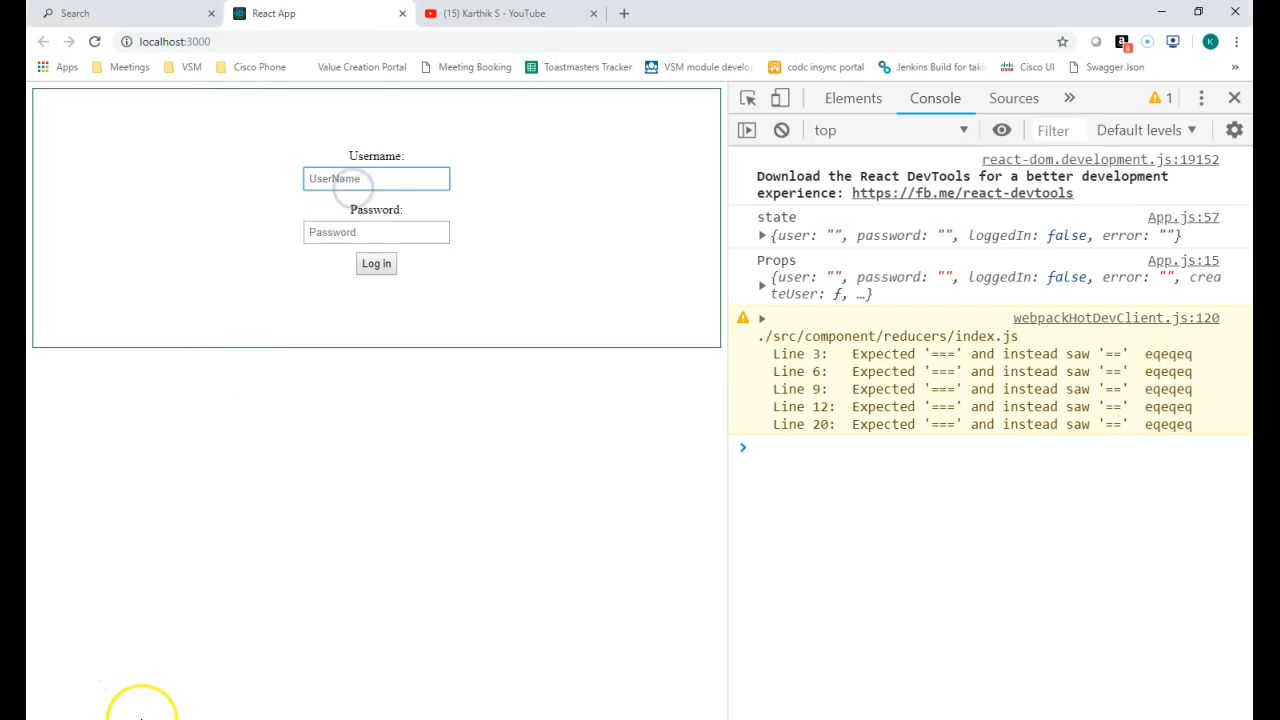 Search
React App
(15) Karthik S - YouTube
localhost:3000
K
Apps
Meetings
VSM
Cisco Phone
Value Creation Portal
Meeting Booking
Toastmasters Tracker
VSM module develo
codc insync portal
Jenkins Build for taki
Cisco UI
Swagger Json
»
Elements
Console
Sources
»
1
top
Filter
Default levels
react-dom.development.js:19152
Download the React DevTools for a better development
experience: https://fb.me/react-devtools
state
App.js:57
{user: "", password: "", loggedIn: false, error: ""}
Props
App.js:15
{user: "", password: "", loggedIn: false, error: "", crea
teUser: ƒ, …}
webpackHotDevClient.js:120
./src/component/reducers/index.js
Line 3: Expected '===' and instead saw '==' eqeqeq
Line 6: Expected '===' and instead saw '==' eqeqeq
Line 9: Expected '===' and instead saw '==' eqeqeq
Line 12: Expected '===' and instead saw '==' eqeqeq
Line 20: Expected '===' and instead saw '==' eqeqeq
Username:
UserName
Password:
Password
Log in